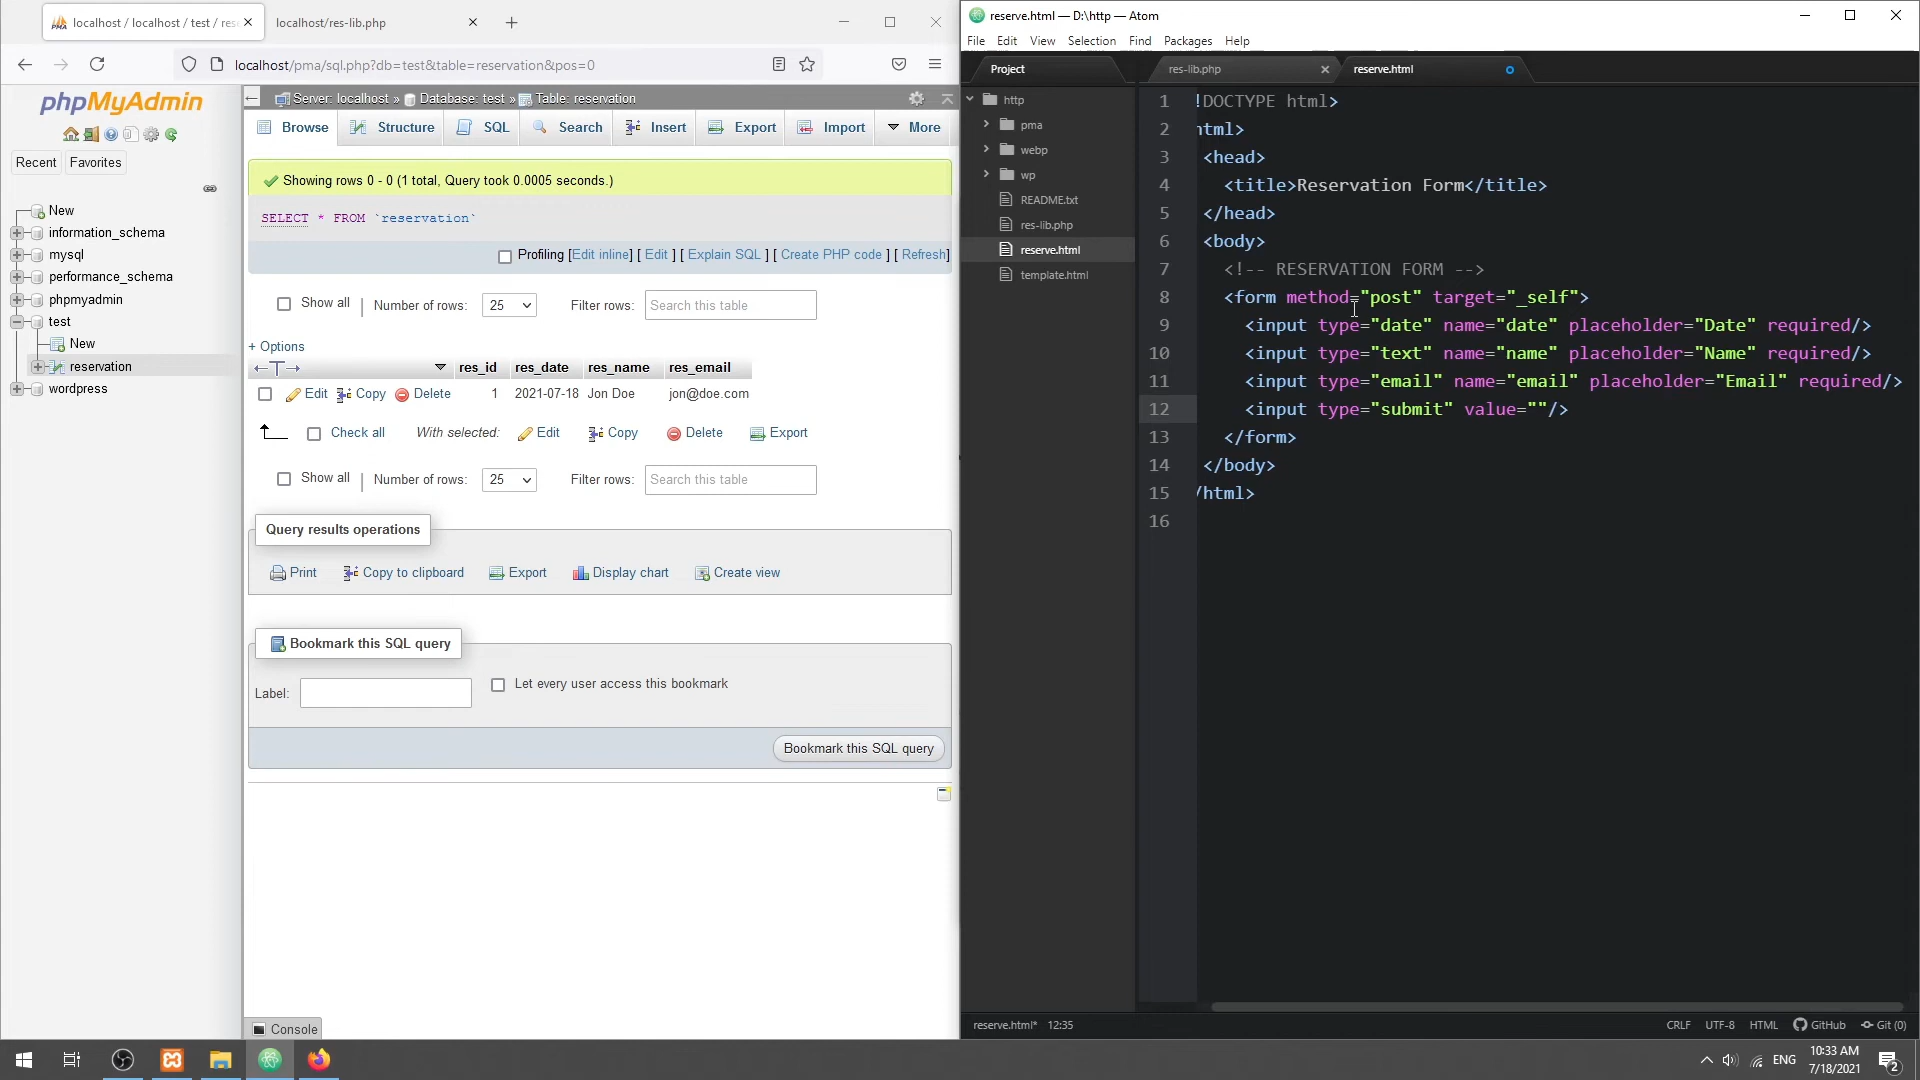 localhost / localhost / test / res
localhost/res-lib.php
localhost/pma/sql.php?db=test&table=reservation&pos=0
phpMyAdmin
Recent
Favorites
New
information_schema
mysql
performance_schema
phpmyadmin
test
New
reservation
wordpress
Server: localhost » Database: test » Table: reservation
Browse Structure SQL Search Insert Export Import More
Showing rows 0 - 0 (1 total, Query took 0.0005 seconds.)
SELECT * FROM `reservation`
Profiling [Edit inline] [ Edit ] [ Explain SQL ] [ Create PHP code ] [ Refresh]
Show all | Number of rows: 25 Filter rows: Search this table
+ Options
res_id res_date res_name res_email
Edit Copy Delete 1 2021-07-18 Jon Doe jon@doe.com
Check all With selected: Edit Copy Delete Export
Show all | Number of rows: 25 Filter rows: Search this table
Query results operations
Print Copy to clipboard Export Display chart Create view
Bookmark this SQL query
Label: Let every user access this bookmark
Bookmark this SQL query
Console
reserve.html — D:\http — Atom
File Edit View Selection Find Packages Help
Project
res-lib.php
reserve.html
http
pma
webp
wp
README.txt
res-lib.php
reserve.html
template.html
1 !DOCTYPE html>
2 html>
3 <head>
4 <title>Reservation Form</title>
5 </head>
6 <body>
7 <!-- RESERVATION FORM -->
8 <form method="post" target="_self">
9 <input type="date" name="date" placeholder="Date" required/>
10 <input type="text" name="name" placeholder="Name" required/>
11 <input type="email" name="email" placeholder="Email" required/>
12 <input type="submit" value=""/>
13 </form>
14 </body>
15 /html>
16
reserve.html* 12:35
CRLF UTF-8 HTML GitHub Git (0)
ENG
10:33 AM
7/18/2021
2